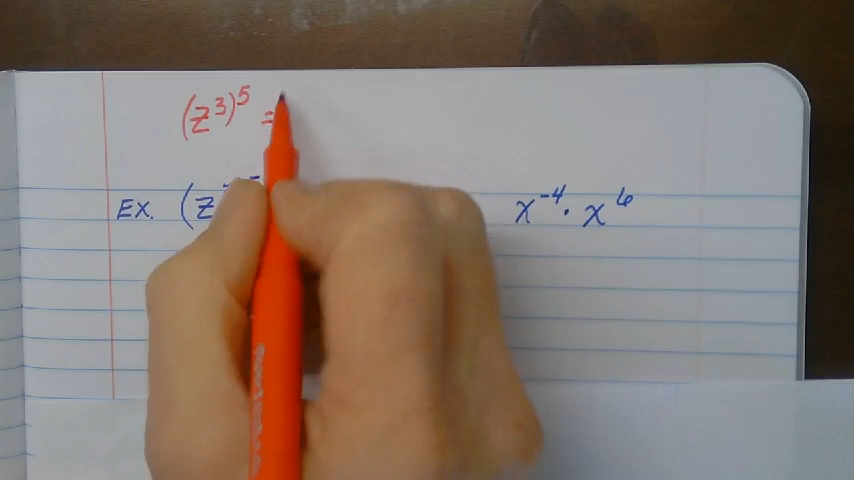 (z³)⁵ =
EX. (z x⁻⁴ · x⁶